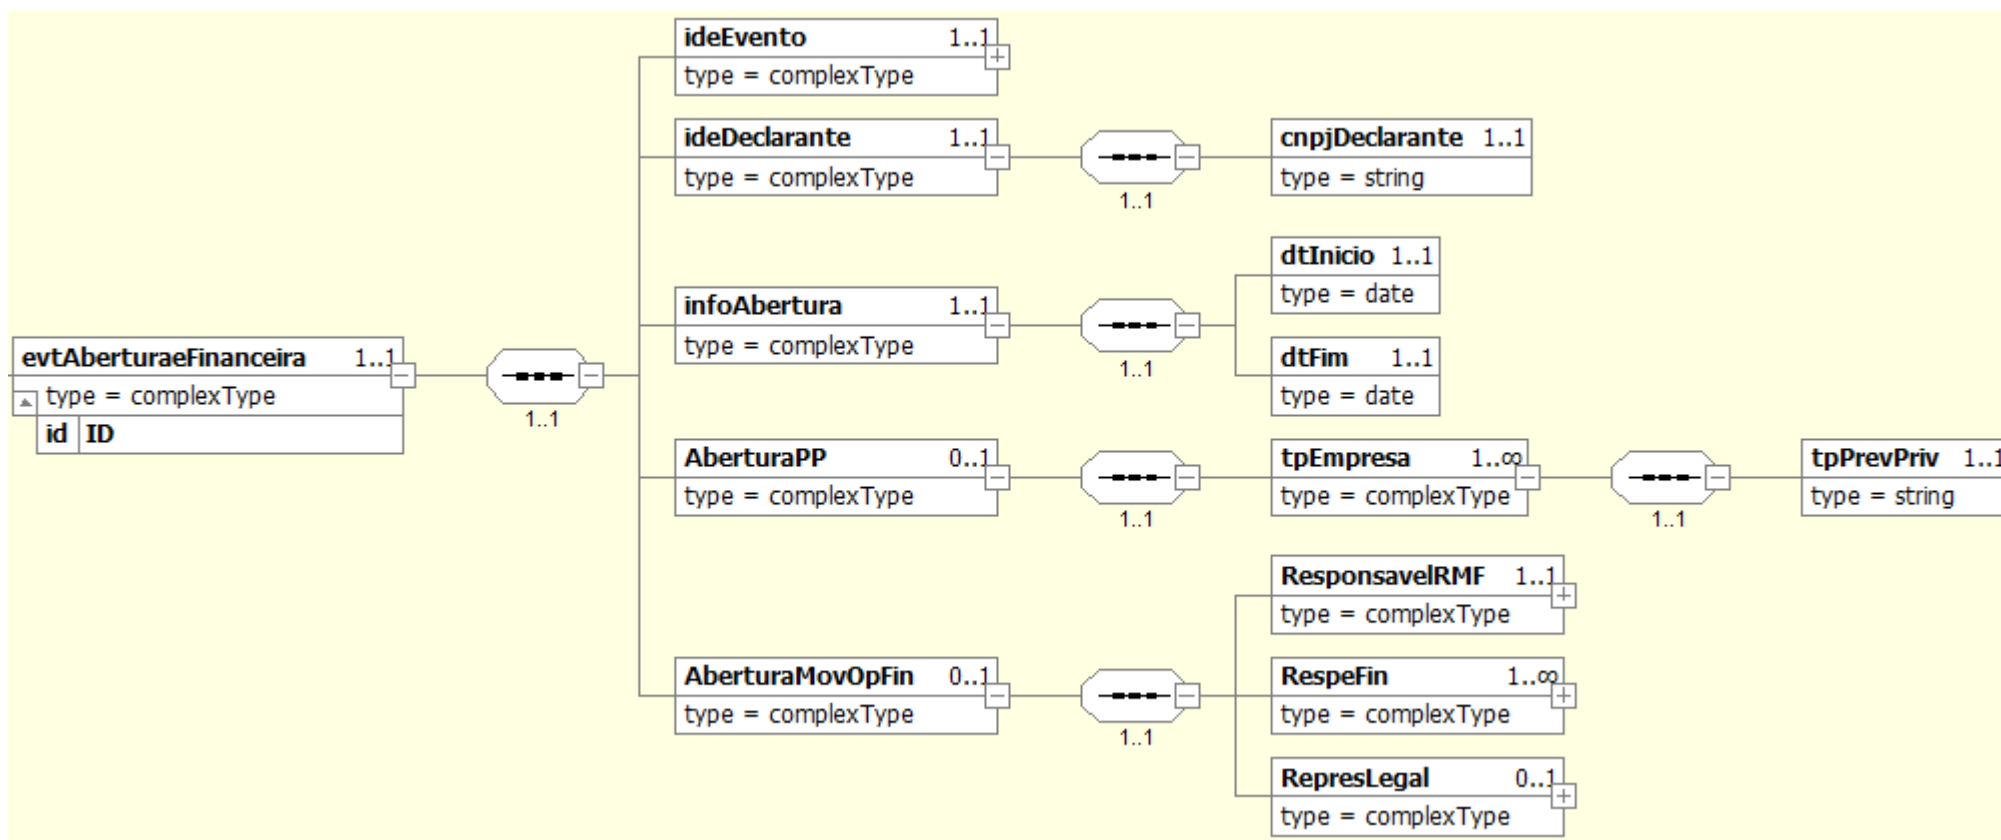 ideEvento 1..1
type = complexType
ideDeclarante 1..1
type = complexType
1..1
cnpjDeclarante 1..1
type = string
infoAbertura 1..1
type = complexType
1..1
dtInicio 1..1
type = date
dtFim 1..1
type = date
evtAberturaeFinanceira 1..1
type = complexType
id ID
1..1
AberturaPP 0..1
type = complexType
1..1
tpEmpresa 1..∞
type = complexType
1..1
tpPrevPriv 1..1
type = string
AberturaMovOpFin 0..1
type = complexType
1..1
ResponsavelRMF 1..1
type = complexType
RespeFin 1..∞
type = complexType
RepresLegal 0..1
type = complexType